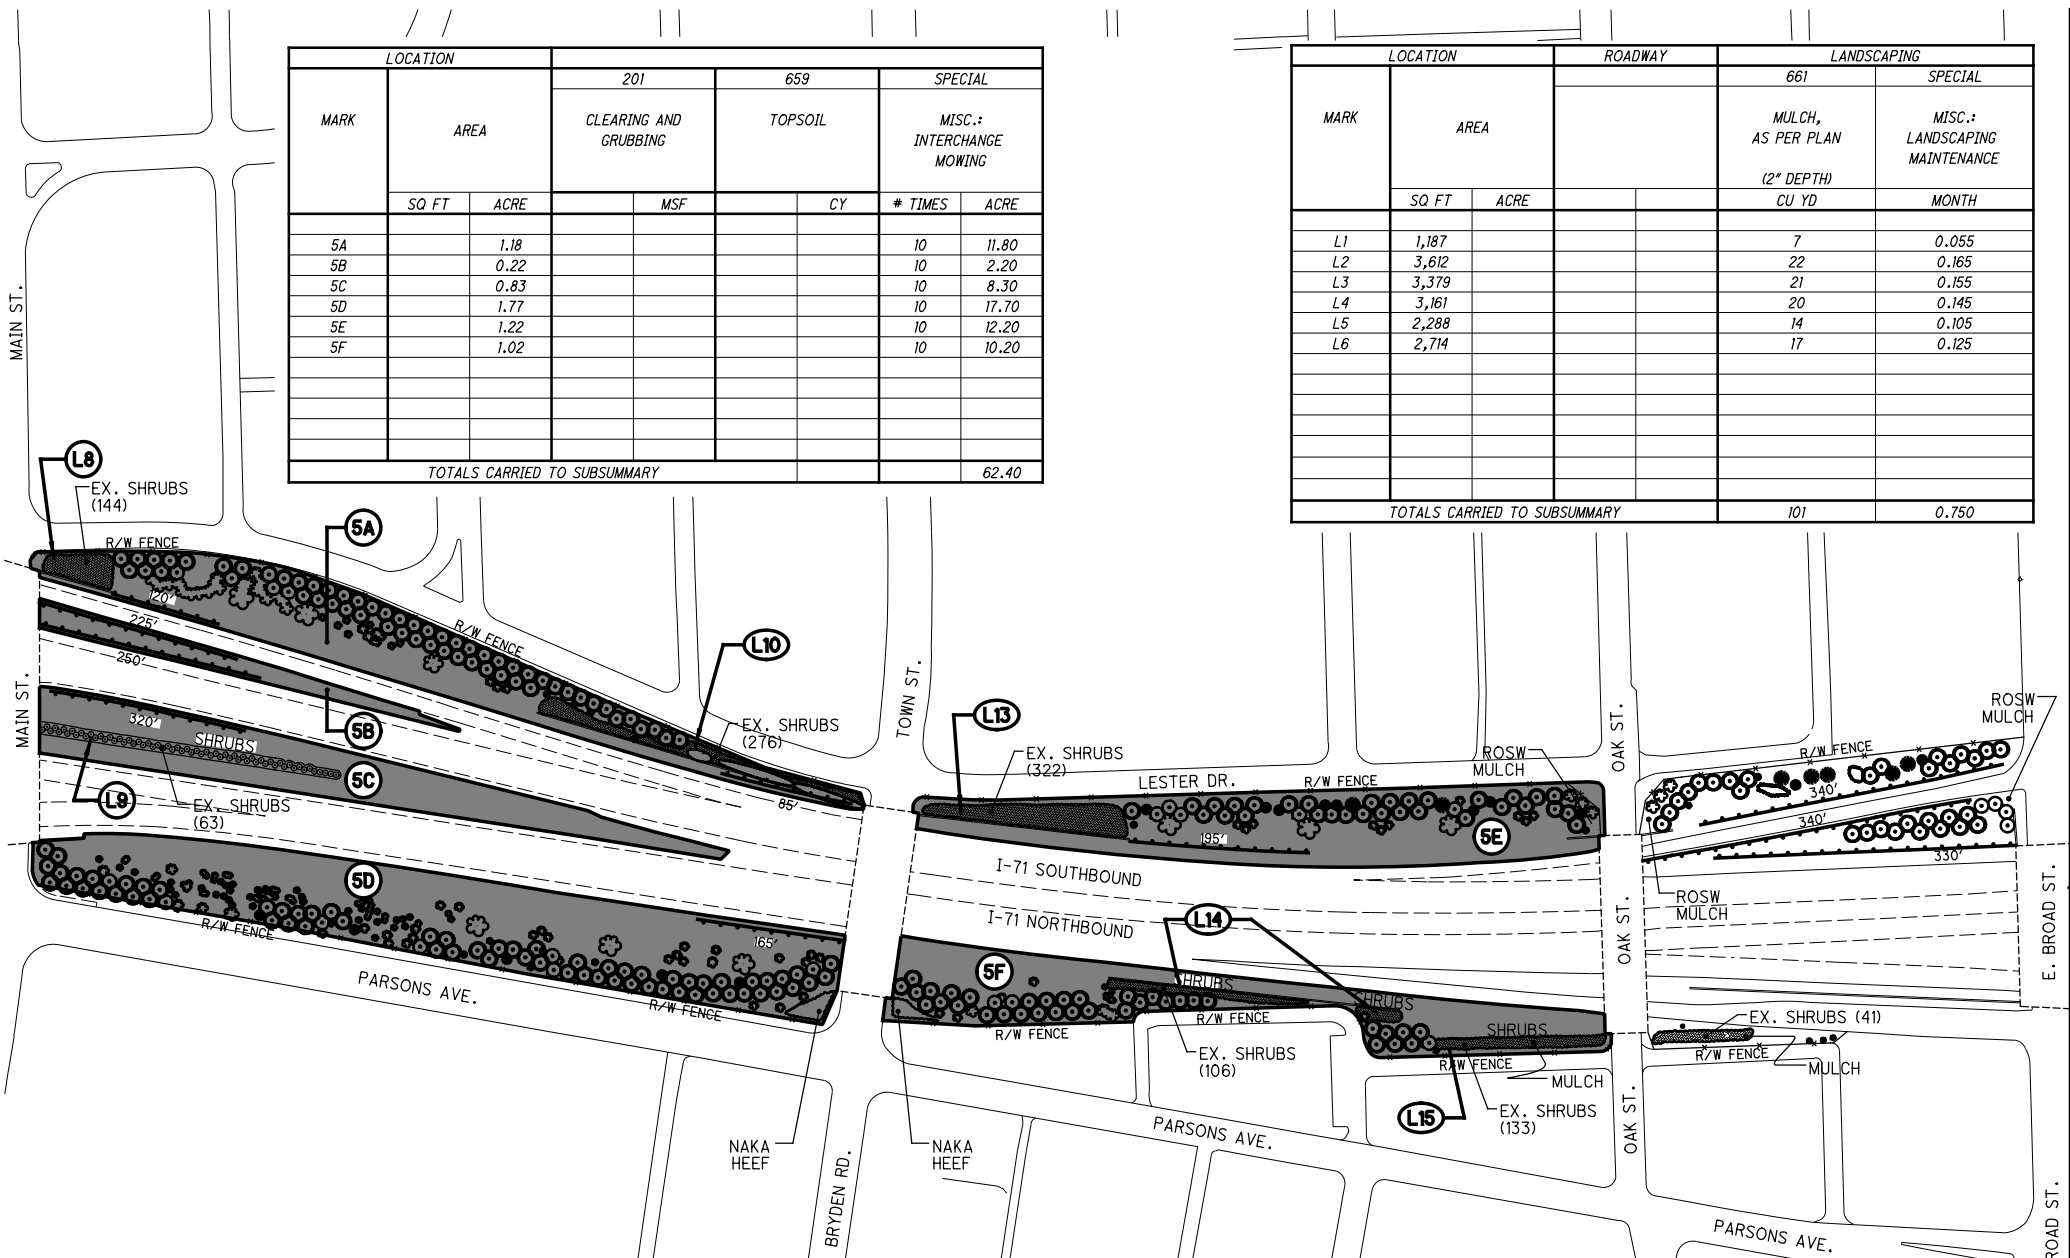 LOCATION
201 659 SPECIAL
MARK AREA CLEARING AND GRUBBING TOPSOIL MISC.: INTERCHANGE MOWING
SQ FT ACRE MSF CY # TIMES ACRE
5A 1.18 10 11.80
5B 0.22 10 2.20
5C 0.83 10 8.30
5D 1.77 10 17.70
5E 1.22 10 12.20
5F 1.02 10 10.20
TOTALS CARRIED TO SUBSUMMARY 62.40
LOCATION ROADWAY LANDSCAPING
661 SPECIAL
MARK AREA MULCH, AS PER PLAN (2" DEPTH) MISC.: LANDSCAPING MAINTENANCE
SQ FT ACRE CU YD MONTH
L1 1,187 7 0.055
L2 3,612 22 0.165
L3 3,379 21 0.155
L4 3,161 20 0.145
L5 2,288 14 0.105
L6 2,714 17 0.125
TOTALS CARRIED TO SUBSUMMARY 101 0.750
MAIN ST.
L8
EX. SHRUBS
(144)
5A
R/W FENCE
120'
225'
250'
R/W FENCE
L10
EX. SHRUBS
(276)
TOWN ST.
MAIN ST.
320'
SHRUBS
5B
5C
L9
EX. SHRUBS
(63)
85'
L13
EX. SHRUBS
(322)
LESTER DR.
R/W FENCE
ROSW
MULCH
OAK ST.
R/W FENCE
ROSW
MULCH
340'
340'
330'
195'
5E
I-71 SOUTHBOUND
I-71 NORTHBOUND
L14
ROSW
MULCH
OAK ST.
E. BROAD ST.
5D
165'
R/W FENCE
PARSONS AVE.
R/W FENCE
5F
SHRUBS
SHRUBS
SHRUBS
R/W FENCE
R/W FENCE
R/W FENCE
EX. SHRUBS
(106)
EX. SHRUBS (41)
R/W FENCE
MULCH
MULCH
L15
EX. SHRUBS
(133)
OAK ST.
NAKA
HEEF
NAKA
HEEF
BRYDEN RD.
PARSONS AVE.
PARSONS AVE.
ROAD ST.